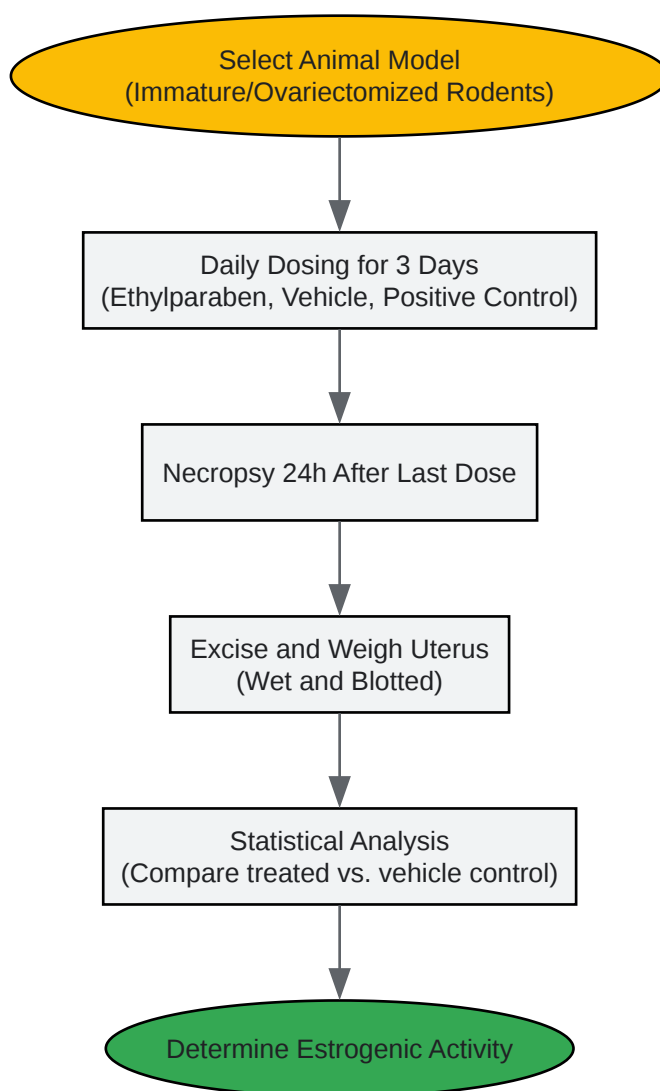 Select Animal Model
(Immature/Ovariectomized Rodents)
Daily Dosing for 3 Days
(Ethylparaben, Vehicle, Positive Control)
Necropsy 24h After Last Dose
Excise and Weigh Uterus
(Wet and Blotted)
Statistical Analysis
(Compare treated vs. vehicle control)
Determine Estrogenic Activity